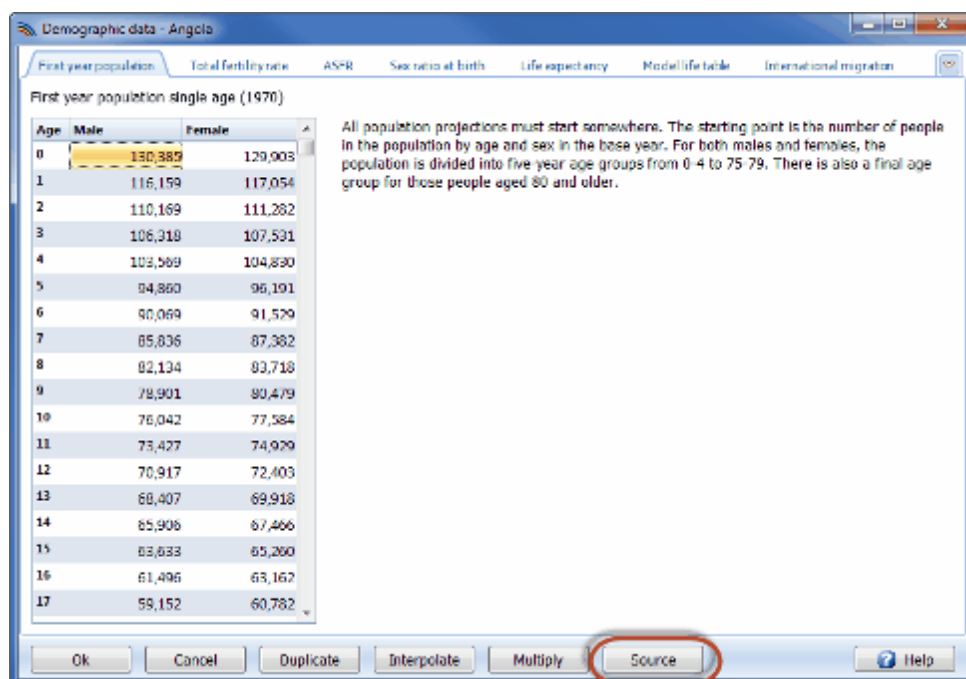 Demographic data - Angola
First year population Total fertility rate ASFR Sex ratio at birth Life expectancy Model life table International migration
First year population single age (1970)
Age Male Female
0 130,385 129,903
1 116,159 117,054
2 110,169 111,282
3 106,318 107,531
4 103,569 104,830
5 94,860 96,191
6 90,069 91,529
7 85,836 87,382
8 82,134 83,718
9 78,901 80,479
10 76,042 77,584
11 73,427 74,929
12 70,917 72,403
13 68,407 69,918
14 65,906 67,466
15 63,633 65,260
16 61,496 63,162
17 59,152 60,782
All population projections must start somewhere. The starting point is the number of people
in the population by age and sex in the base year. For both males and females, the
population is divided into five-year age groups from 0-4 to 75-79. There is also a final age
group for those people aged 80 and older.
Ok Cancel Duplicate Interpolate Multiply Source Help